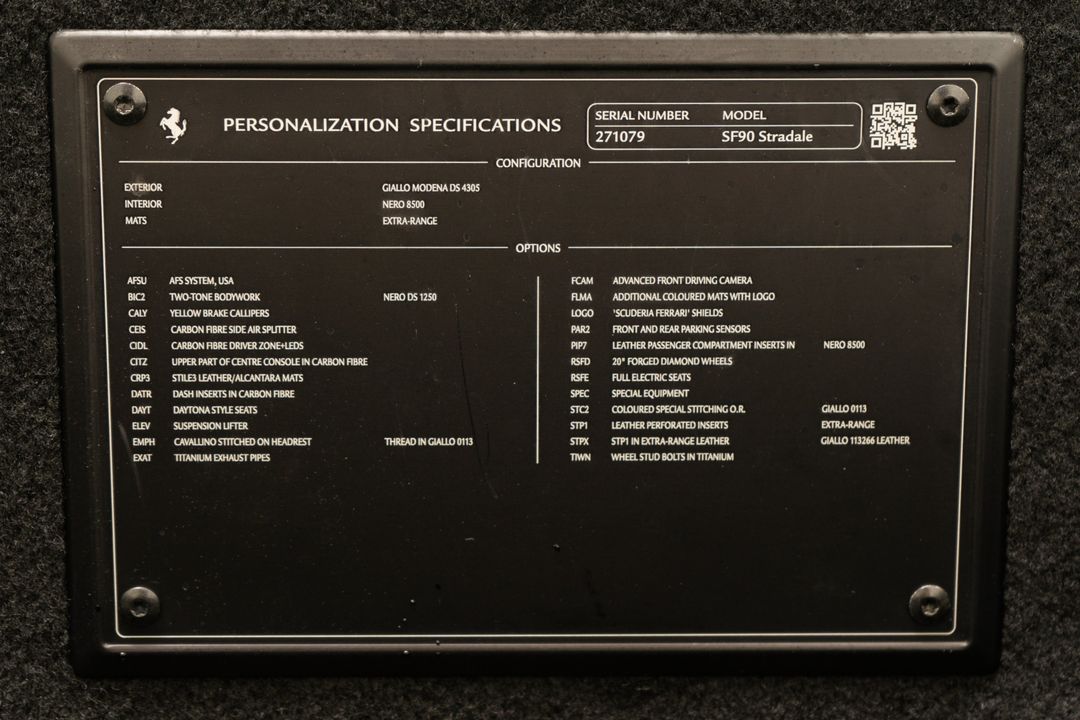 PERSONALIZATION SPECIFICATIONS
SERIAL NUMBER MODEL
271079 SF90 Stradale
CONFIGURATION
EXTERIOR GIALLO MODENA DS 4305
INTERIOR NERO 8500
MATS EXTRA-RANGE
OPTIONS
AFSU AFS SYSTEM, USA
BIC2 TWO-TONE BODYWORK NERO DS 1250
CALY YELLOW BRAKE CALLIPERS
CEIS CARBON FIBRE SIDE AIR SPLITTER
CIDL CARBON FIBRE DRIVER ZONE+LEDS
CITZ UPPER PART OF CENTRE CONSOLE IN CARBON FIBRE
CRP3 STILE3 LEATHER/ALCANTARA MATS
DATR DASH INSERTS IN CARBON FIBRE
DAYT DAYTONA STYLE SEATS
ELEV SUSPENSION LIFTER
EMPH CAVALLINO STITCHED ON HEADREST THREAD IN GIALLO 0113
EXAT TITANIUM EXHAUST PIPES
FCAM ADVANCED FRONT DRIVING CAMERA
FLMA ADDITIONAL COLOURED MATS WITH LOGO
LOGO 'SCUDERIA FERRARI' SHIELDS
PAR2 FRONT AND REAR PARKING SENSORS
PIP7 LEATHER PASSENGER COMPARTMENT INSERTS IN NERO 8500
RSFD 20" FORGED DIAMOND WHEELS
RSFE FULL ELECTRIC SEATS
SPEC SPECIAL EQUIPMENT
STC2 COLOURED SPECIAL STITCHING O.R. GIALLO 0113
STP1 LEATHER PERFORATED INSERTS EXTRA-RANGE
STPX STP1 IN EXTRA-RANGE LEATHER GIALLO 113266 LEATHER
TIWN WHEEL STUD BOLTS IN TITANIUM